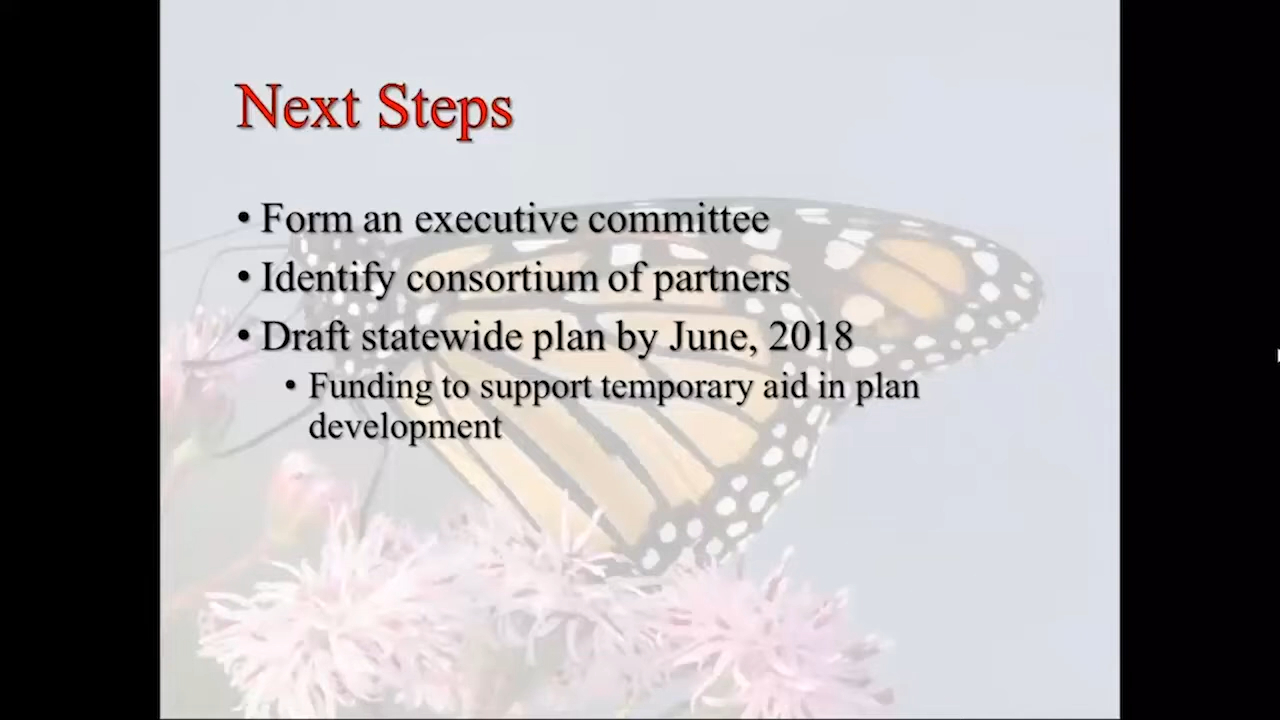 Next Steps
• Form an executive committee
• Identify consortium of partners
• Draft statewide plan by June, 2018
• Funding to support temporary aid in plan
development